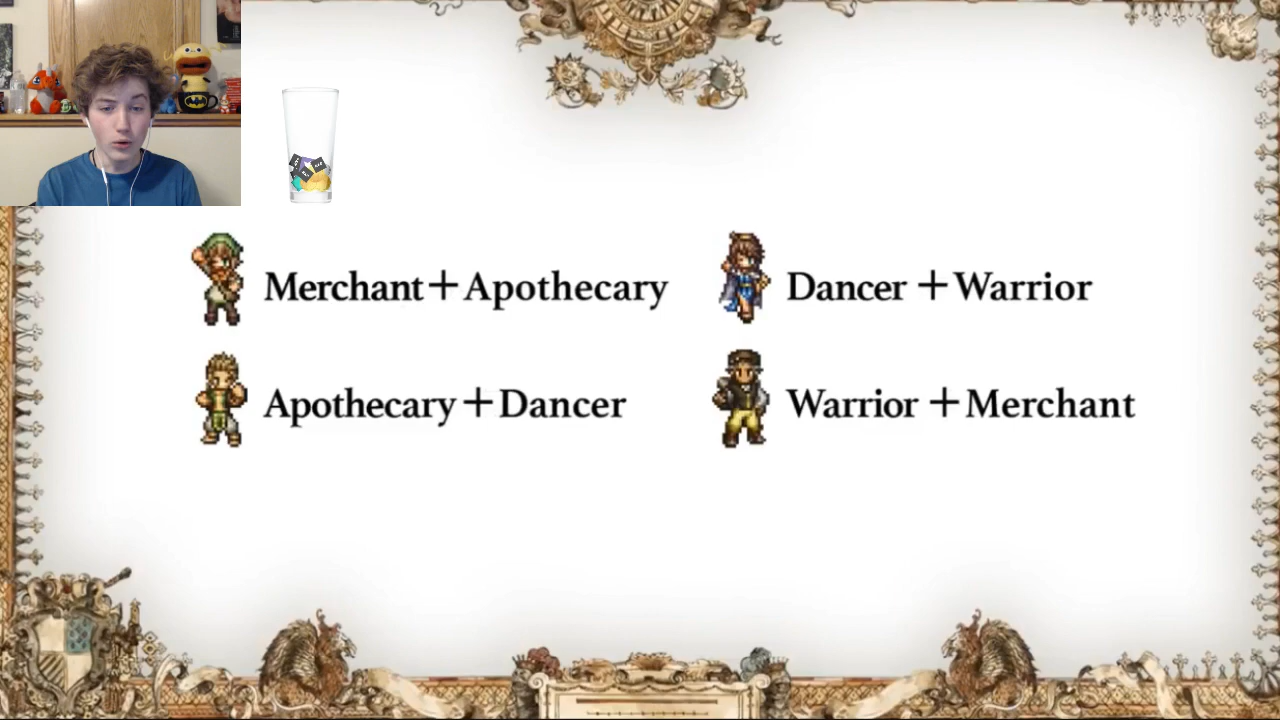 Merchant+Apothecary
Dancer +Warrior
Apothecary+Dancer
Warrior +Merchant